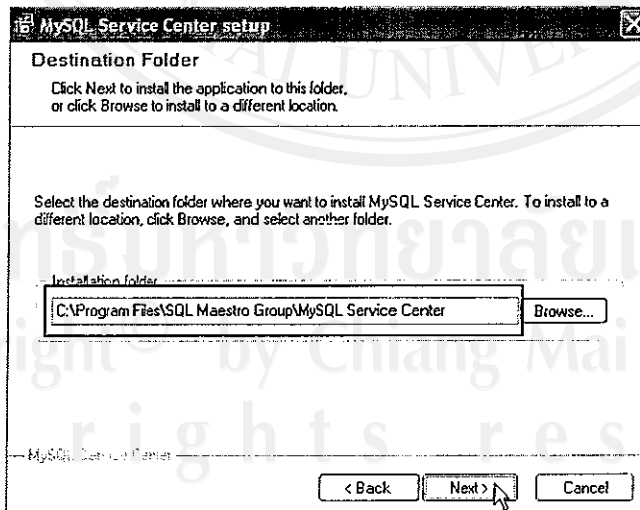 MySQL Service Center setup
Destination Folder
Click Next to install the application to this folder,
or click Browse to install to a different location.
Select the destination folder where you want to install MySQL Service Center. To install to a
different location, click Browse, and select another folder.
Installation folder
C:\Program Files\SQL Maestro Group\MySQL Service Center
Browse...
MySQL Service Center
< Back
Next >
Cancel